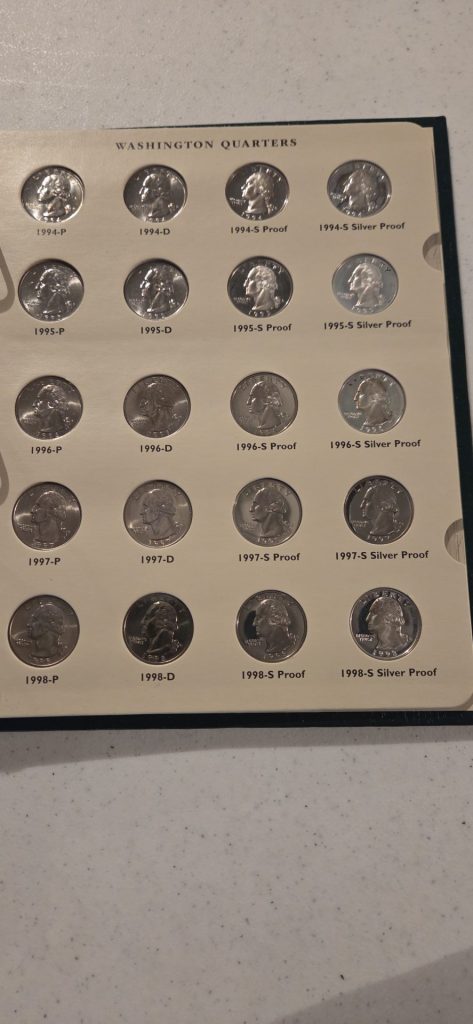 WASHINGTON QUARTERS
1994-P 1994-D 1994-S Proof 1994-S Silver Proof
1995-P 1995-D 1995-S Proof 1995-S Silver Proof
1996-P 1996-D 1996-S Proof 1996-S Silver Proof
1997-P 1997-D 1997-S Proof 1997-S Silver Proof
1998-P 1998-D 1998-S Proof 1998-S Silver Proof